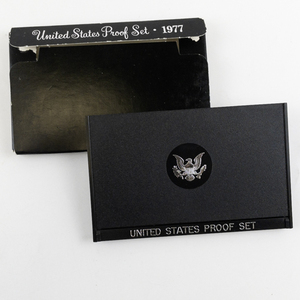 United States Proof Set • 1977
UNITED STATES PROOF SET